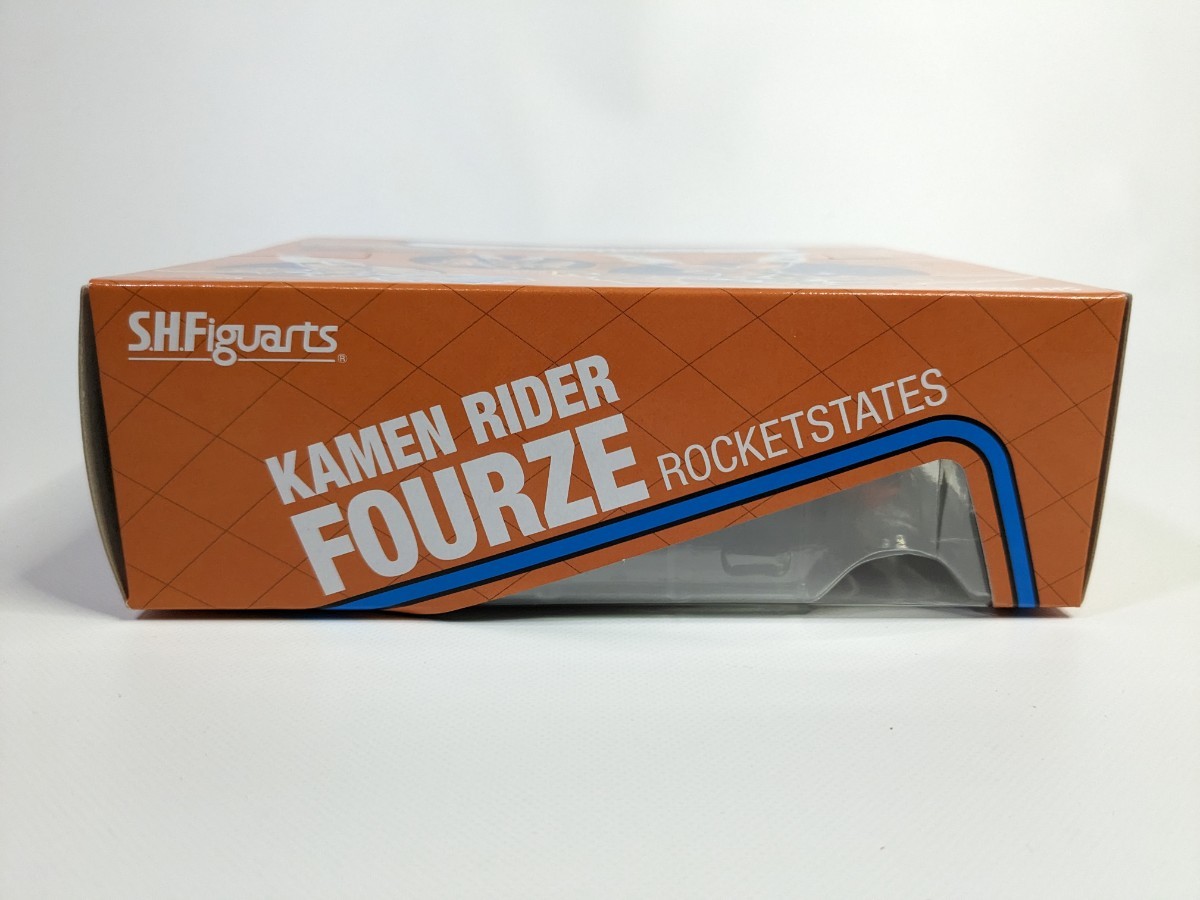 S.H.Figuarts®
KAMEN RIDER
FOURZE ROCKETSTATES